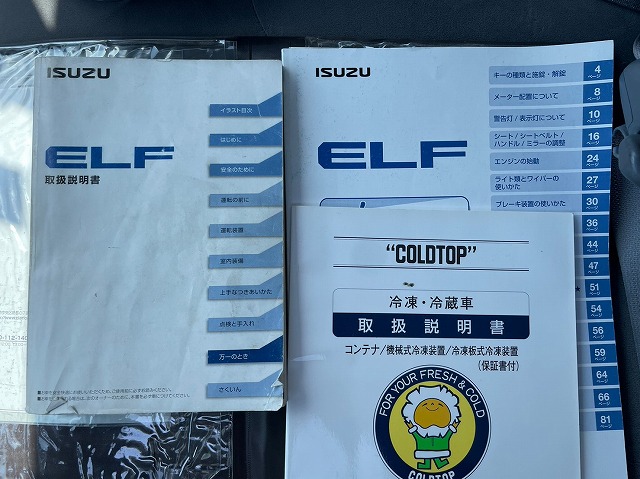 ISUZU
ELF
取扱説明書
イラスト目次
はじめに
安全のために
運転の前に
運転装置
室内装備
上手なつきあいかた
点検と手入れ
万一のとき
さくいん
ISUZU
ELF
キーの種類と施錠・解錠 4 ページ
メーター配置について 8 ページ
警告灯/表示灯について 10 ページ
シート/シートベルト/
ハンドル/ミラーの調整 16 ページ
エンジンの始動 24 ページ
ライト類とワイパーの
使いかた 27 ページ
ブレーキ装置の使いかた 30 ページ
36 ページ
44 ページ
47 ページ
51 ページ
54 ページ
56 ページ
59 ページ
64 ページ
66 ページ
81 ページ
"COLDTOP"
冷凍・冷蔵車
取扱説明書
コンテナ/機械式冷凍装置/冷凍板式冷凍装置
(保証書付)
FOR YOUR FRESH & COLD
COLDTOP